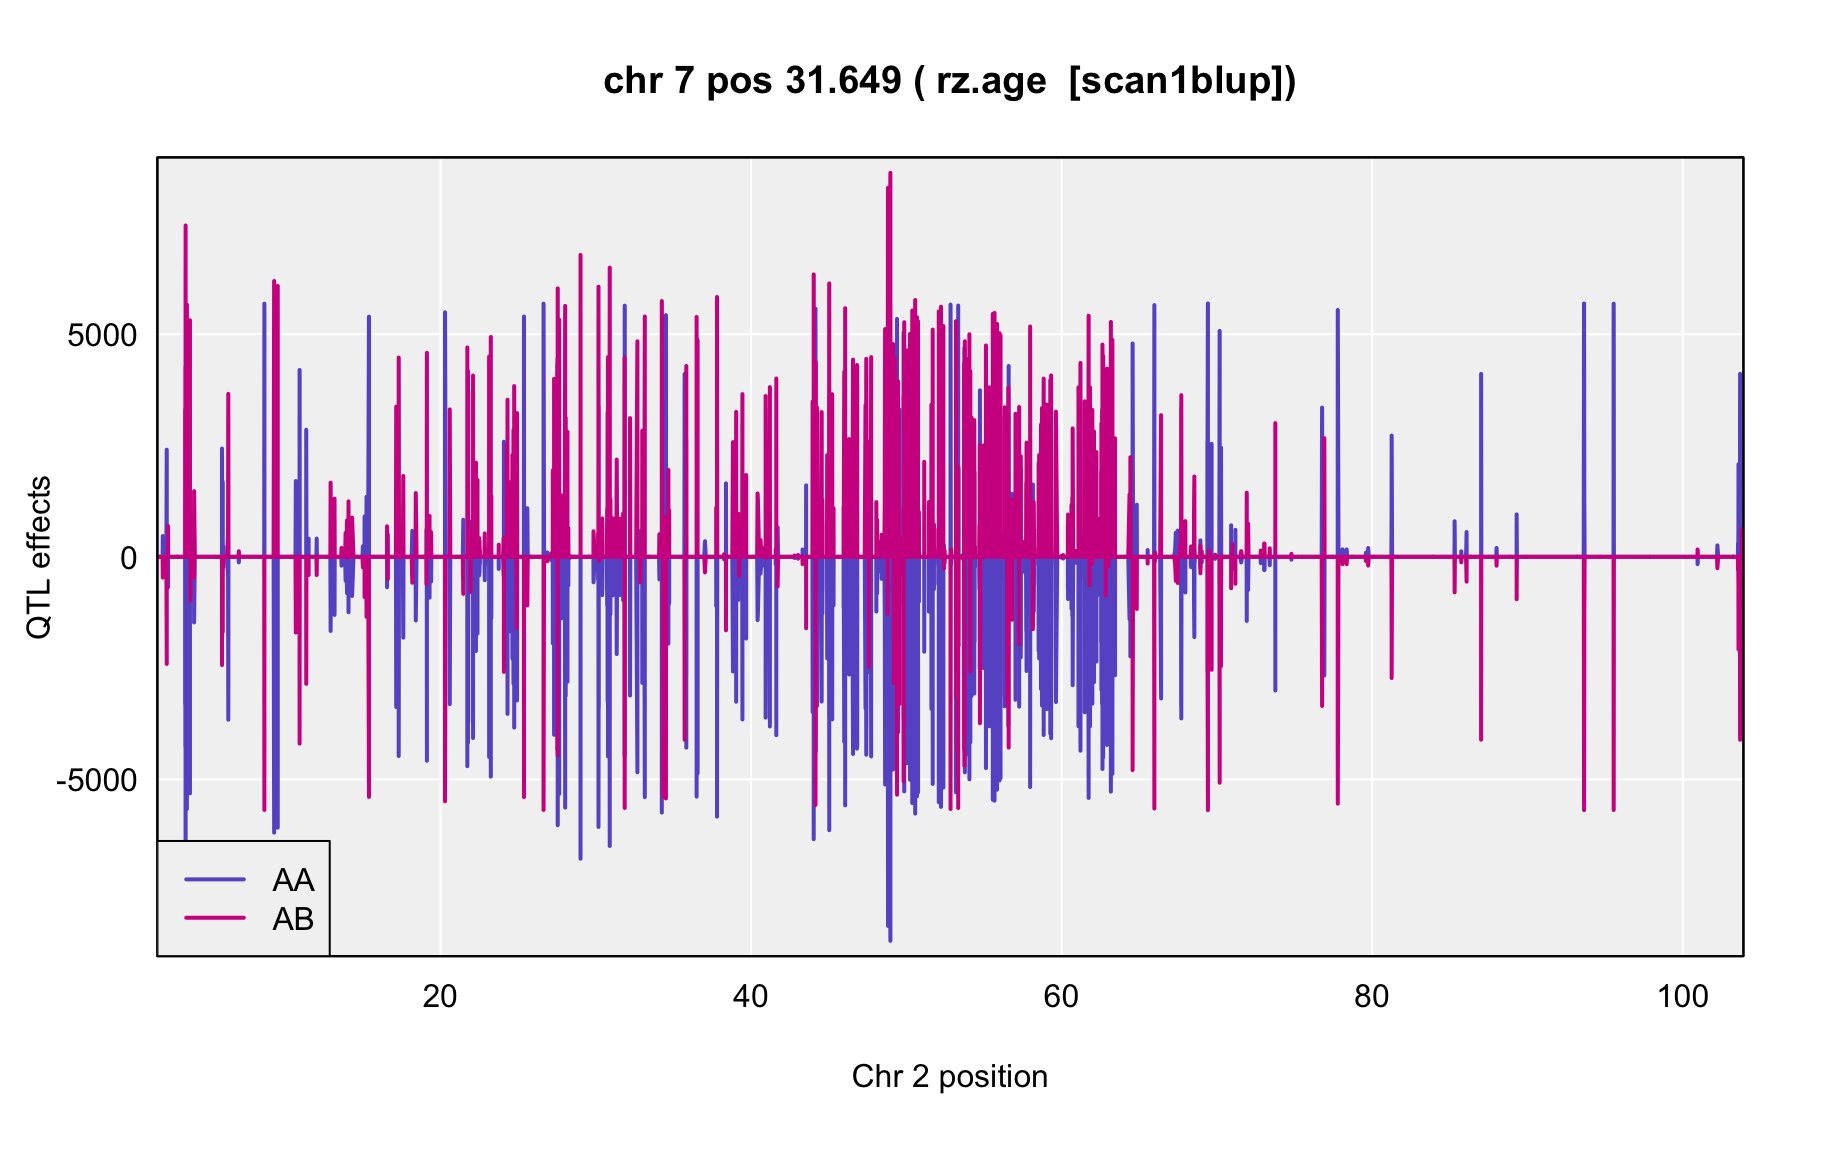 chr 7 pos 31.649 ( rz.age  [scan1blup])
QTL effects
5000
0
-5000
AA
AB
20 40 60 80 100
Chr 2 position